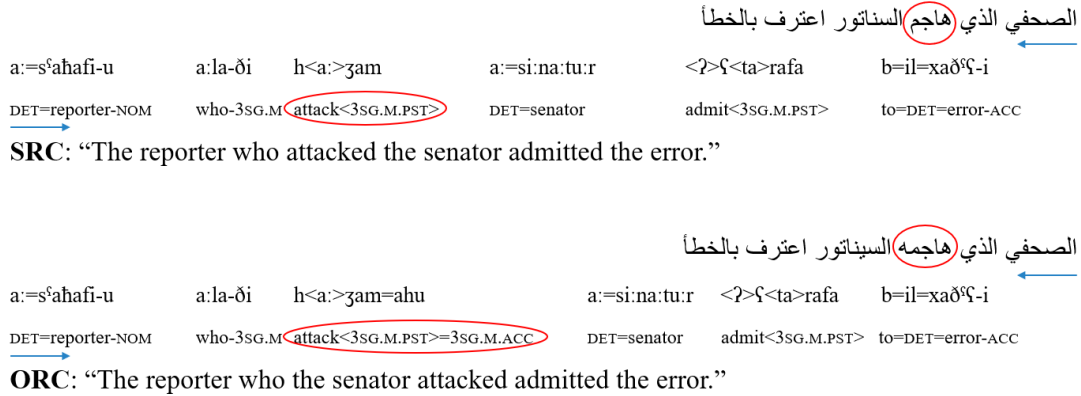 الصحفي الذي هاجم السناتور اعترف بالخطأ
a:=sˤaħafi-u a:la-ði h<a:>ʒam a:=si:na:tu:r <ʔ>ʕ<ta>rafa b=il=xaðˤʕ-i
DET=reporter-NOM who-3SG.M attack<3SG.M.PST> DET=senator admit<3SG.M.PST> to=DET=error-ACC
SRC: “The reporter who attacked the senator admitted the error.”
الصحفي الذي هاجمه السيناتور اعترف بالخطأ
a:=sˤaħafi-u a:la-ði h<a:>ʒam=ahu a:=si:na:tu:r <ʔ>ʕ<ta>rafa b=il=xaðˤʕ-i
DET=reporter-NOM who-3SG.M attack<3SG.M.PST>=3SG.M.ACC DET=senator admit<3SG.M.PST> to=DET=error-ACC
ORC: “The reporter who the senator attacked admitted the error.”